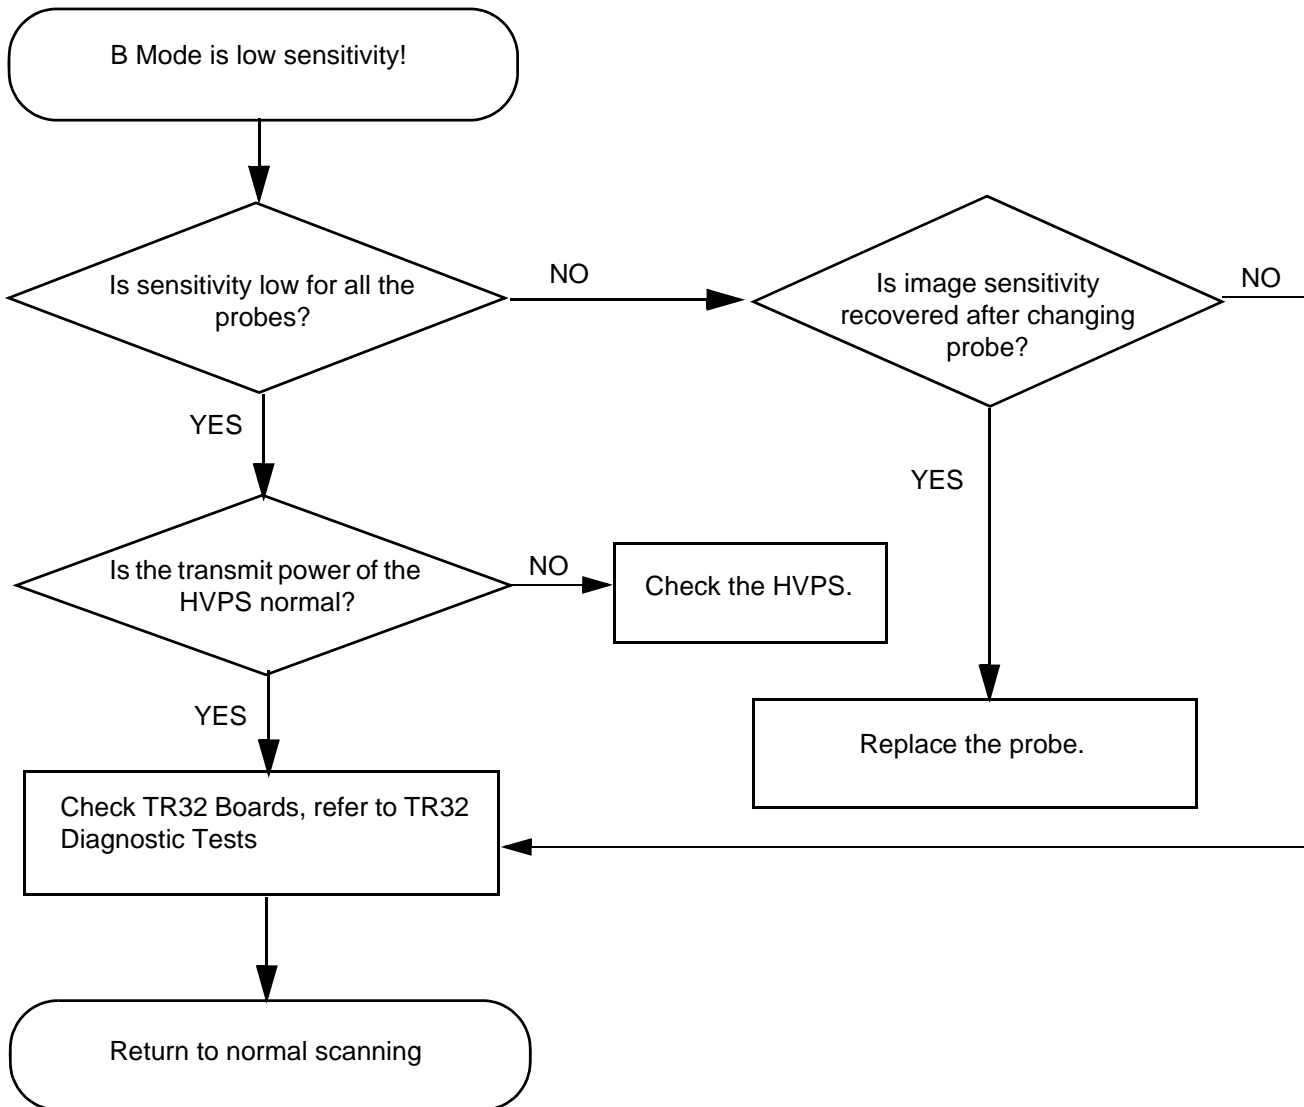 B Mode is low sensitivity!
Is sensitivity low for all the
probes?
NO
Is image sensitivity
recovered after changing
probe?
NO
YES
YES
Is the transmit power of the
HVPS normal?
NO
Check the HVPS.
YES
Replace the probe.
Check TR32 Boards, refer to TR32
Diagnostic Tests
Return to normal scanning